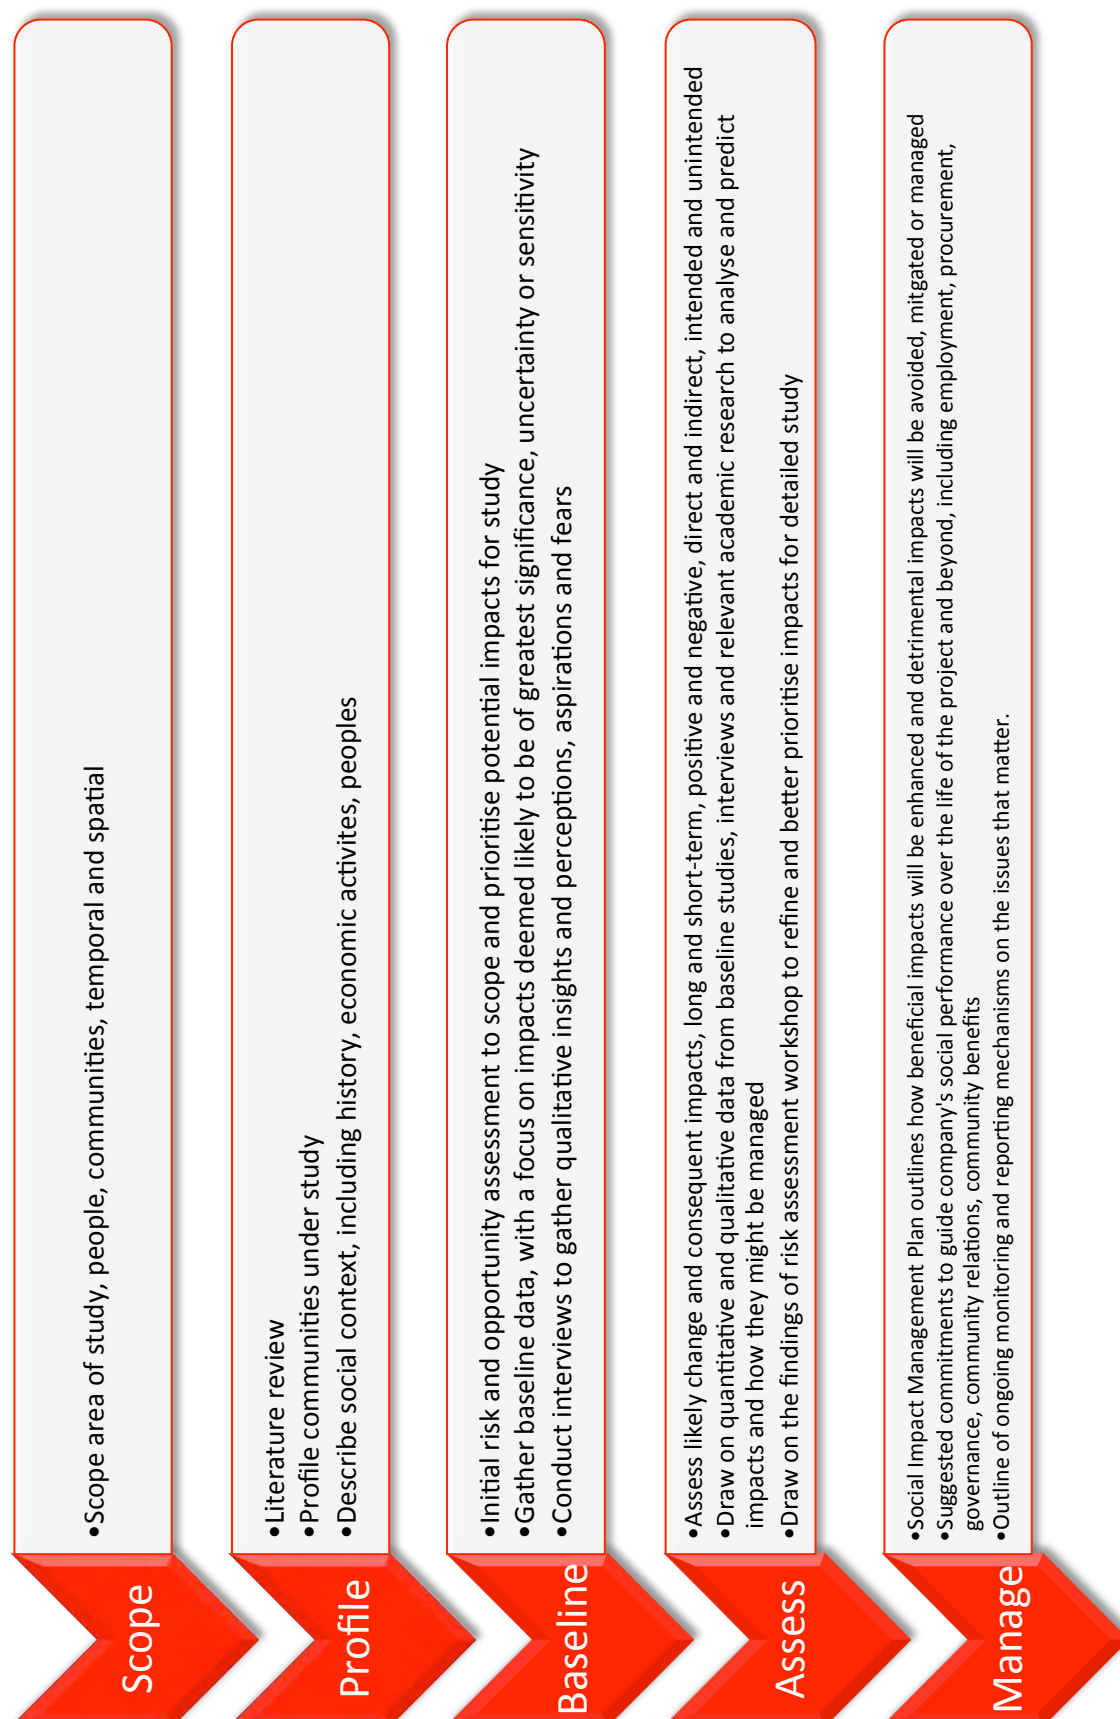 Scope
•Scope area of study, people, communities, temporal and spatial
Profile
•Literature review
•Profile communities under study
•Describe social context, including history, economic activites, peoples
Baseline
•Initial risk and opportunity assessment to scope and prioritise potential impacts for study
•Gather baseline data, with a focus on impacts deemed likely to be of greatest significance, uncertainty or sensitivity
•Conduct interviews to gather qualitative insights and perceptions, aspirations and fears
Assess
•Assess likely change and consequent impacts, long and short-term, positive and negative, direct and indirect, intended and unintended
•Draw on quantitative and qualitative data from baseline studies, interviews and relevant academic research to analyse and predict
impacts and how they might be managed
•Draw on the findings of risk assessment workshop to refine and better prioritise impacts for detailed study
Manage
•Social Impact Management Plan outlines how beneficial impacts will be enhanced and detrimental impacts will be avoided, mitgated or managed
•Suggested commitments to guide company's social performance over the life of the project and beyond, including employment, procurement,
governance, community relations, community benefits
•Outline of ongoing monitoring and reporting mechanisms on the issues that matter.